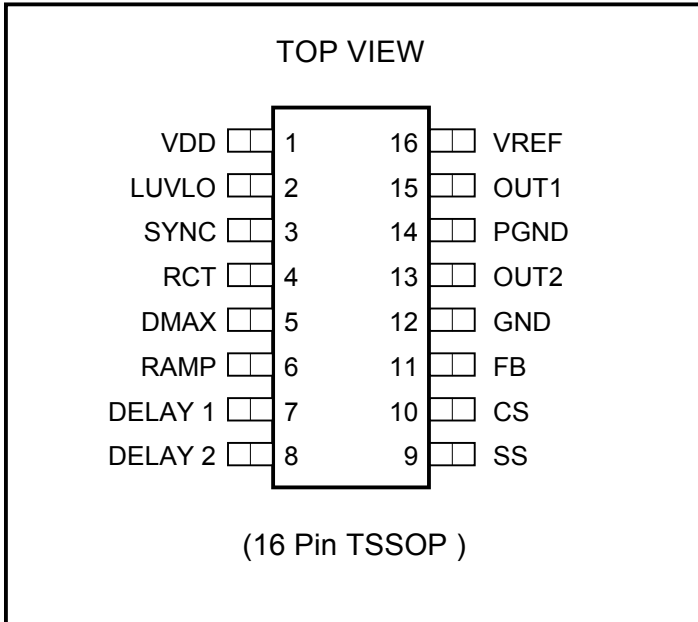 TOP VIEW
VDD 1 16 VREF
LUVLO 2 15 OUT1
SYNC 3 14 PGND
RCT 4 13 OUT2
DMAX 5 12 GND
RAMP 6 11 FB
DELAY 1 7 10 CS
DELAY 2 8 9 SS
(16 Pin TSSOP )